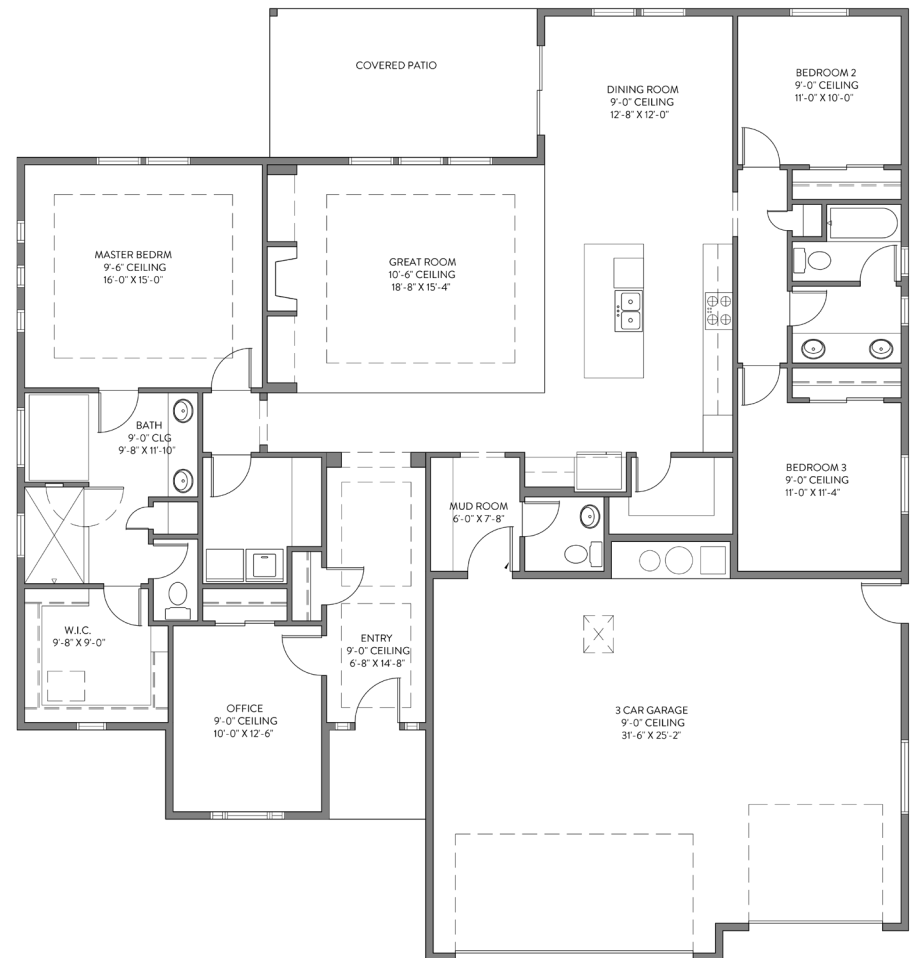 COVERED PATIO
DINING ROOM
9'-0" CEILING
12'-8" X 12'-0"
BEDROOM 2
9'-0" CEILING
11'-0" X 10'-0"
MASTER BEDRM
9'-6" CEILING
16'-0" X 15'-0"
GREAT ROOM
10'-6" CEILING
18'-8" X 15'-4"
BATH
9'-0" CLG
9'-8" X 11'-10"
BEDROOM 3
9'-0" CEILING
11'-0" X 11'-4"
MUD ROOM
6'-0" X 7'-8"
W.I.C.
9'-8" X 9'-0"
ENTRY
9'-0" CEILING
6'-8" X 14'-8"
OFFICE
9'-0" CEILING
10'-0" X 12'-6"
3 CAR GARAGE
9'-0" CEILING
31'-6" X 25'-2"